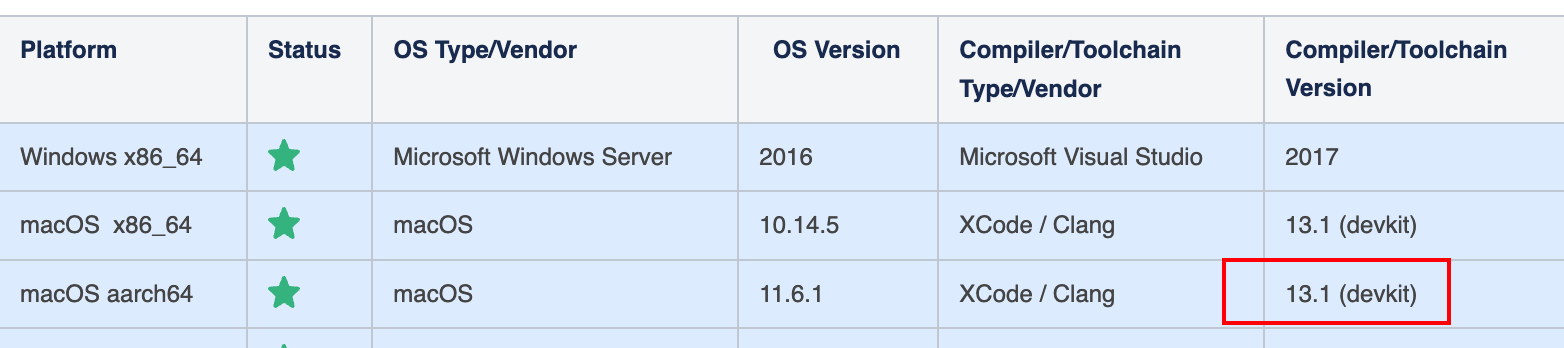 Platform Status OS Type/Vendor OS Version Compiler/Toolchain Type/Vendor Compiler/Toolchain Version
Windows x86_64 Microsoft Windows Server 2016 Microsoft Visual Studio 2017
macOS x86_64 macOS 10.14.5 XCode / Clang 13.1 (devkit)
macOS aarch64 macOS 11.6.1 XCode / Clang 13.1 (devkit)